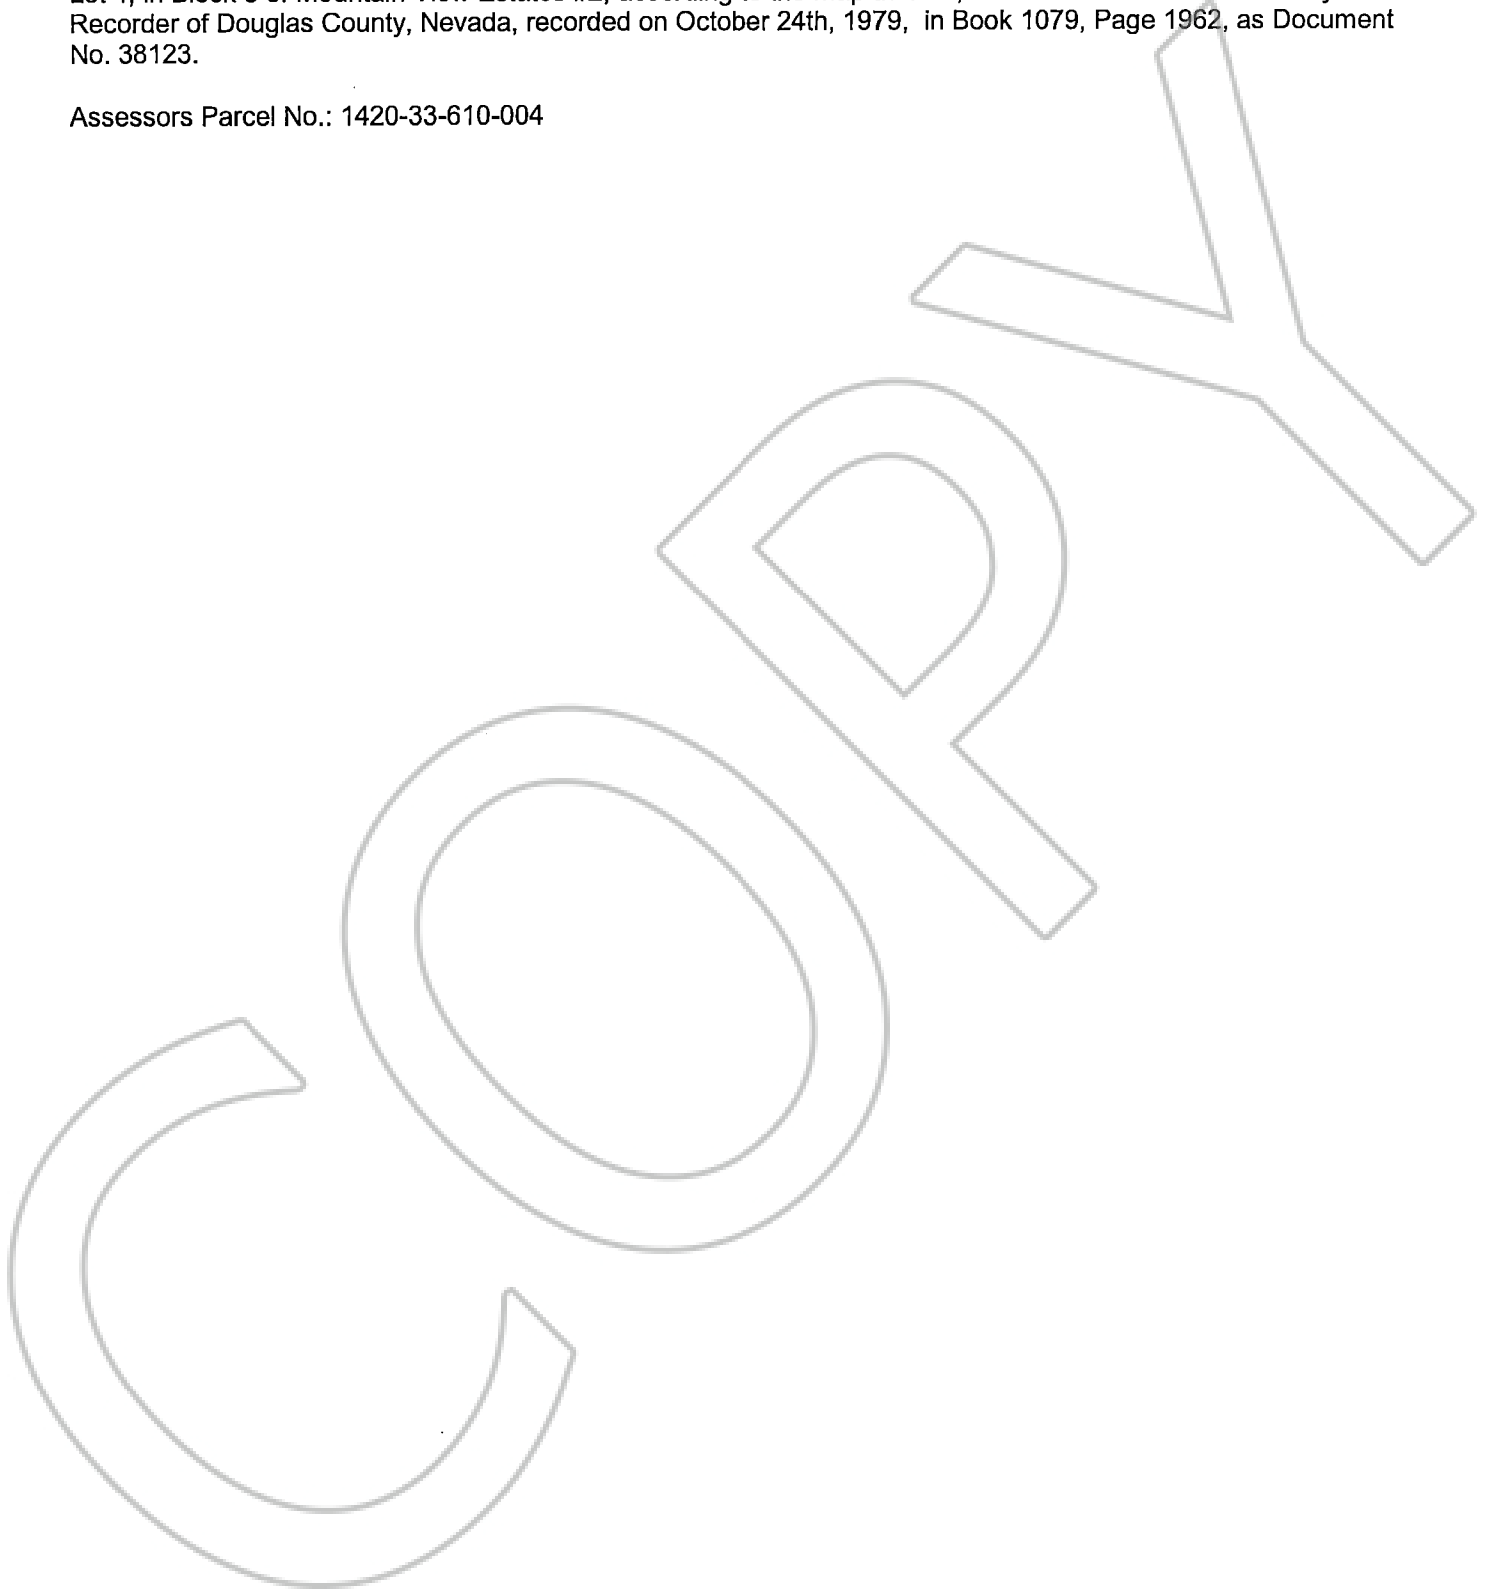 Recorder of Douglas County, Nevada, recorded on October 24th, 1979, in Book 1079, Page 1962, as Document
No. 38123.
Assessors Parcel No.: 1420-33-610-004
COPY